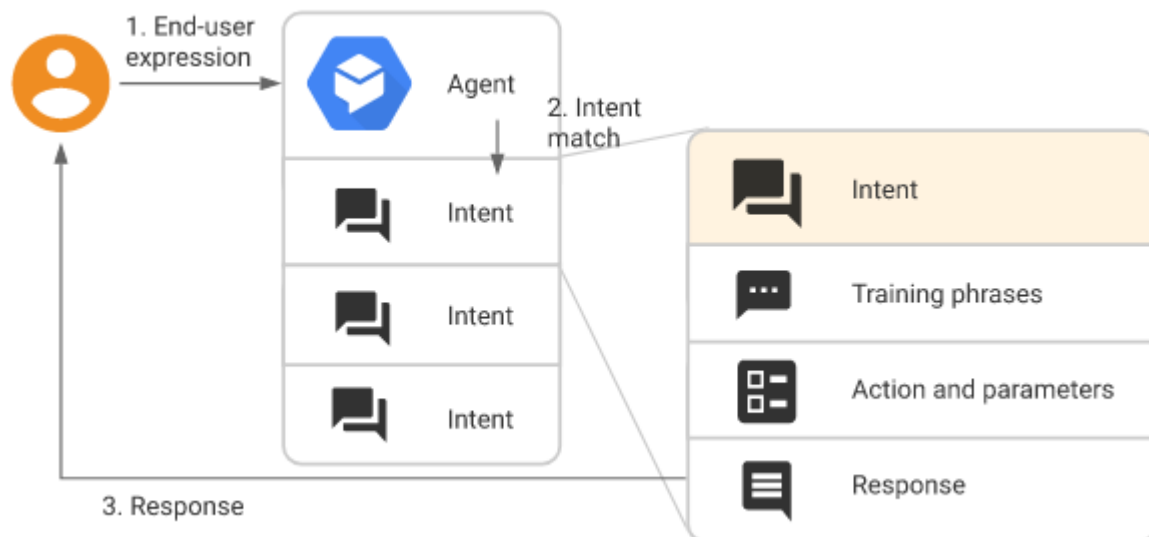 1. End-user
expression
Agent
2. Intent
match
Intent
Intent
Intent
Intent
Training phrases
Action and parameters
Response
3. Response